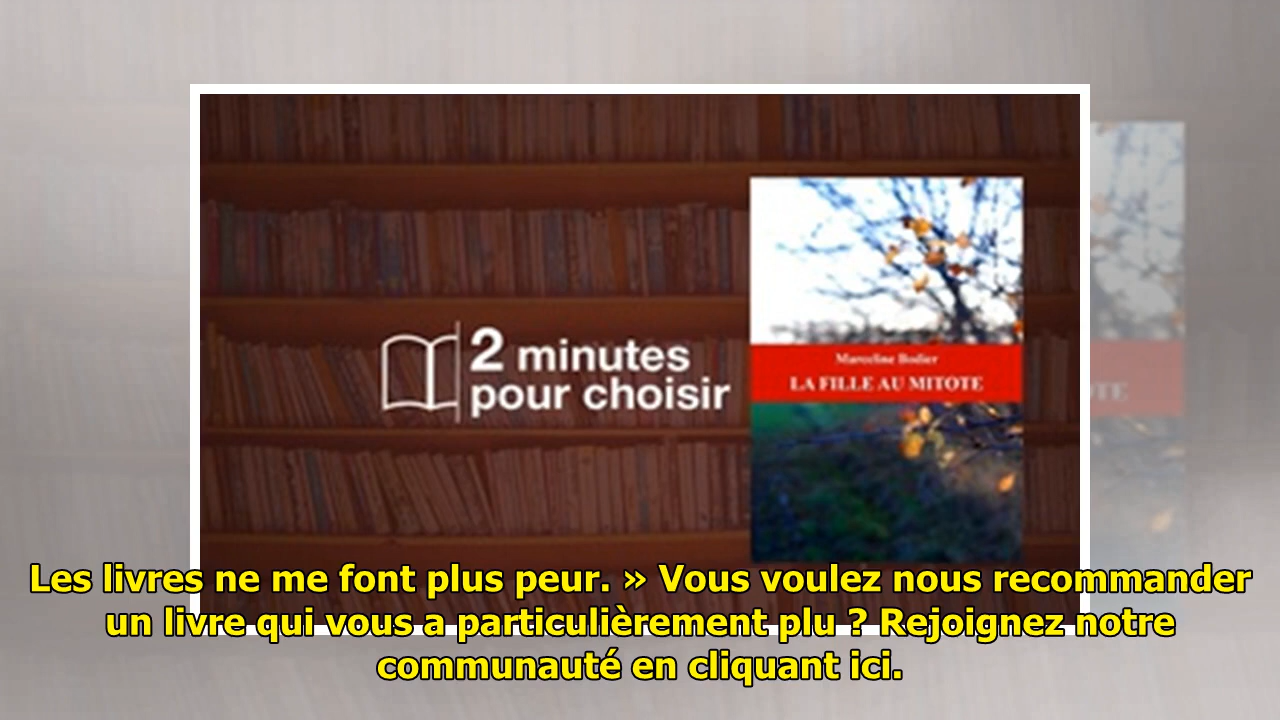 2 minutes
pour choisir
Marceline Bodier
LA FILLE AU MITOTE
OTE
Les livres ne me font plus peur. » Vous voulez nous recommander
un livre qui vous a particulièrement plu ? Rejoignez notre
communauté en cliquant ici.